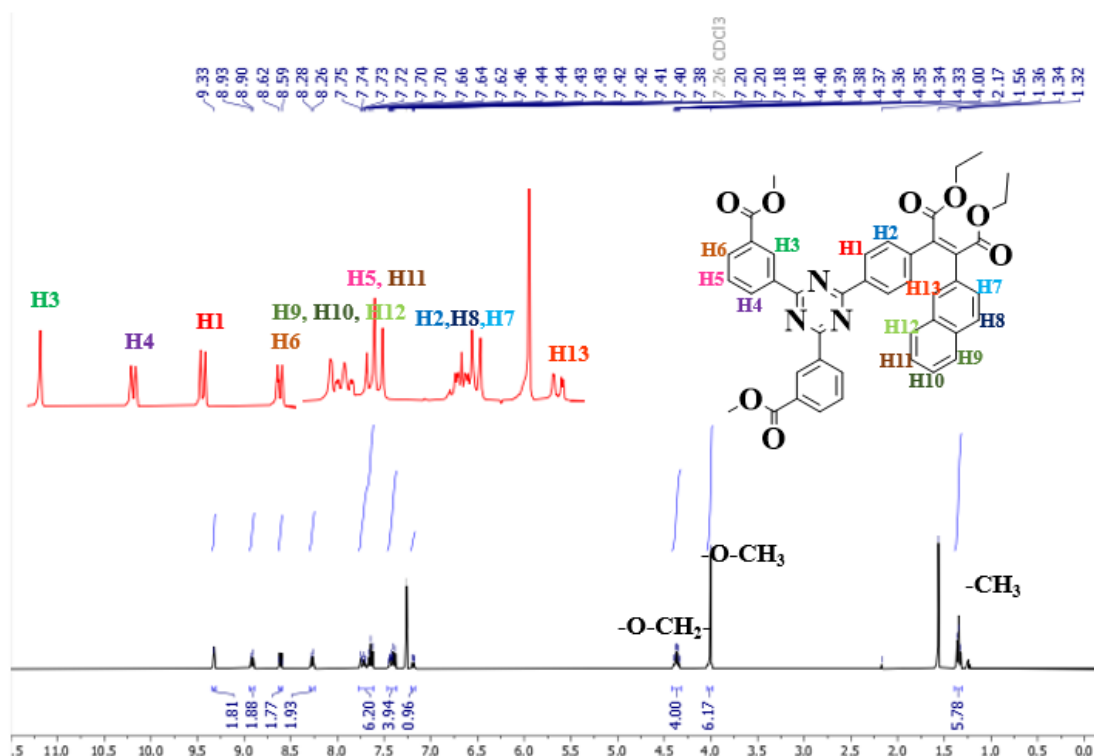 9.33 8.93 8.90 8.62 8.59 8.28 8.26 7.75 7.74 7.73 7.72 7.70 7.70 7.66 7.64 7.62 7.46 7.44 7.44 7.43 7.43 7.42 7.42 7.41 7.40 7.38 7.26 CDCl3 7.20 7.20 7.18 7.18 4.40 4.39 4.38 4.37 4.36 4.35 4.34 4.33 4.00 2.17 1.56 1.36 1.34 1.32
O
O
O
O
O
O
H2
H6
H3
H1
O
H5
N
N
H13
H7
H4
H5, H11
H3
H9, H10, H12
H2,H8,H7
N
H12
H8
H4
H1
H6
H13
H11
H9
H10
O
O
-O-CH3
-CH3
-O-CH2-
1.81 1.88 1.77 1.93 6.20 3.94 0.96 4.00 6.17 5.78
.5 11.0 10.5 10.0 9.5 9.0 8.5 8.0 7.5 7.0 6.5 6.0 5.5 5.0 4.5 4.0 3.5 3.0 2.5 2.0 1.5 1.0 0.5 0.0